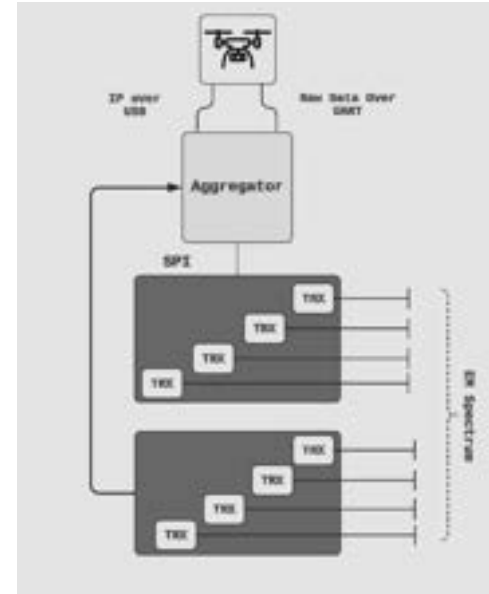 IP over
USB
Raw Data Over
UART
Aggregator
SPI
TRX
TRX
TRX
TRX
TRX
TRX
TRX
TRX
EM Spectrum